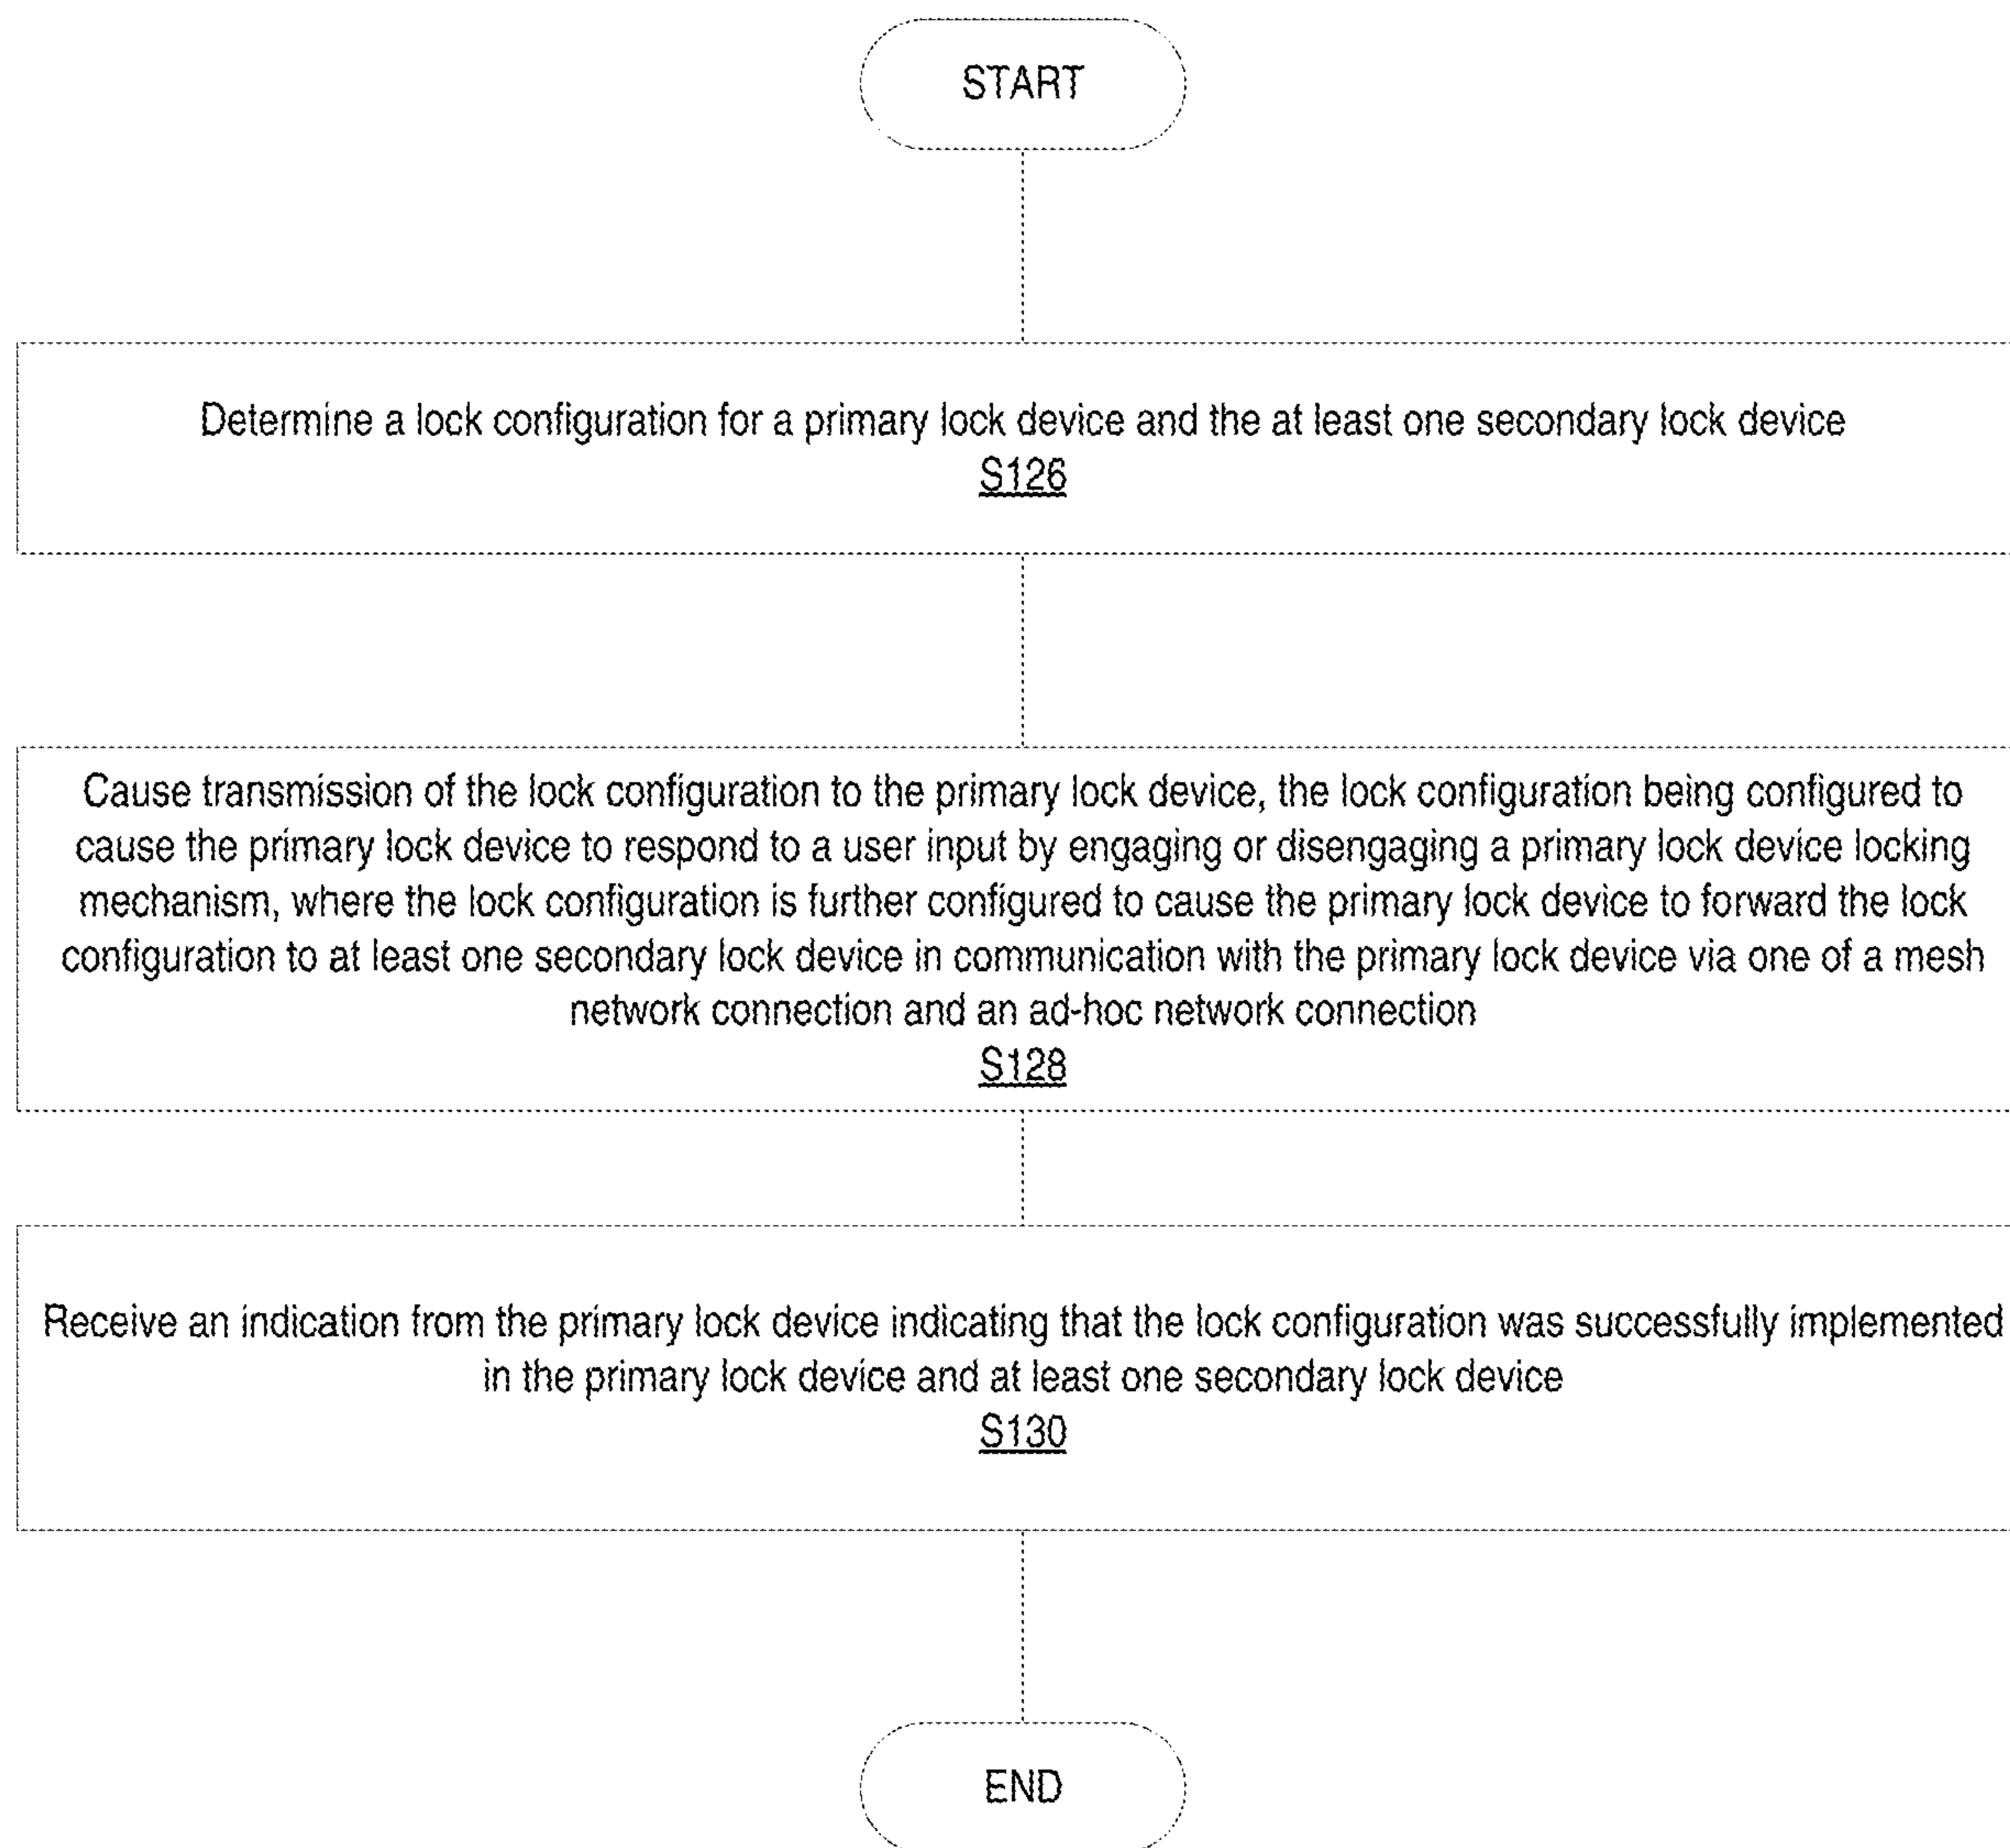 START
Determine a lock configuration for a primary lock device and the at least one secondary lock device
S126
Cause transmission of the lock configuration to the primary lock device, the lock configuration being configured to
cause the primary lock device to respond to a user input by engaging or disengaging a primary lock device locking
mechanism, where the lock configuration is further configured to cause the primary lock device to forward the lock
configuration to at least one secondary lock device in communication with the primary lock device via one of a mesh
network connection and an ad-hoc network connection
S128
Receive an indication from the primary lock device indicating that the lock configuration was successfully implemented
in the primary lock device and at least one secondary lock device
S130
END